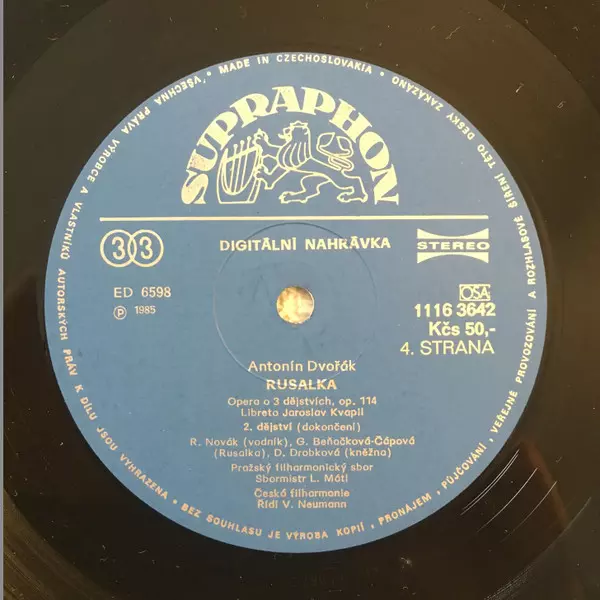 • VŠECHNA PRÁVA VÝROBCE A VLASTNÍKŮ AUTORSKÝCH PRÁV K DÍLU JSOU VYHRAZENA • BEZ SOUHLASU JE VÝROBA KOPIÍ, PRONÁJEM, PŮJČOVÁNÍ, VEŘEJNÉ PROVOZOVÁNÍ A ROZHLASOVÉ ŠÍŘENÍ TÉTO DESKY ZAKÁZÁNO • MADE IN CZECHOSLOVAKIA
SUPRAPHON
33
DIGITÁLNÍ NAHRÁVKA
STEREO
ED 6598
OSA
℗ 1985
1116 3642
Kčs 50,-
4. STRANA
Antonín Dvořák
RUSALKA
Opera o 3 dějstvích, op. 114
Libreto Jaroslav Kvapil
2. dějství (dokončení)
R. Novák (vodník), G. Beňačková-Čápová
(Rusalka), D. Drobková (kněžna)
Pražský filharmonický sbor
Sbormistr L. Mátl
Česká filharmonie
Řídí V. Neumann